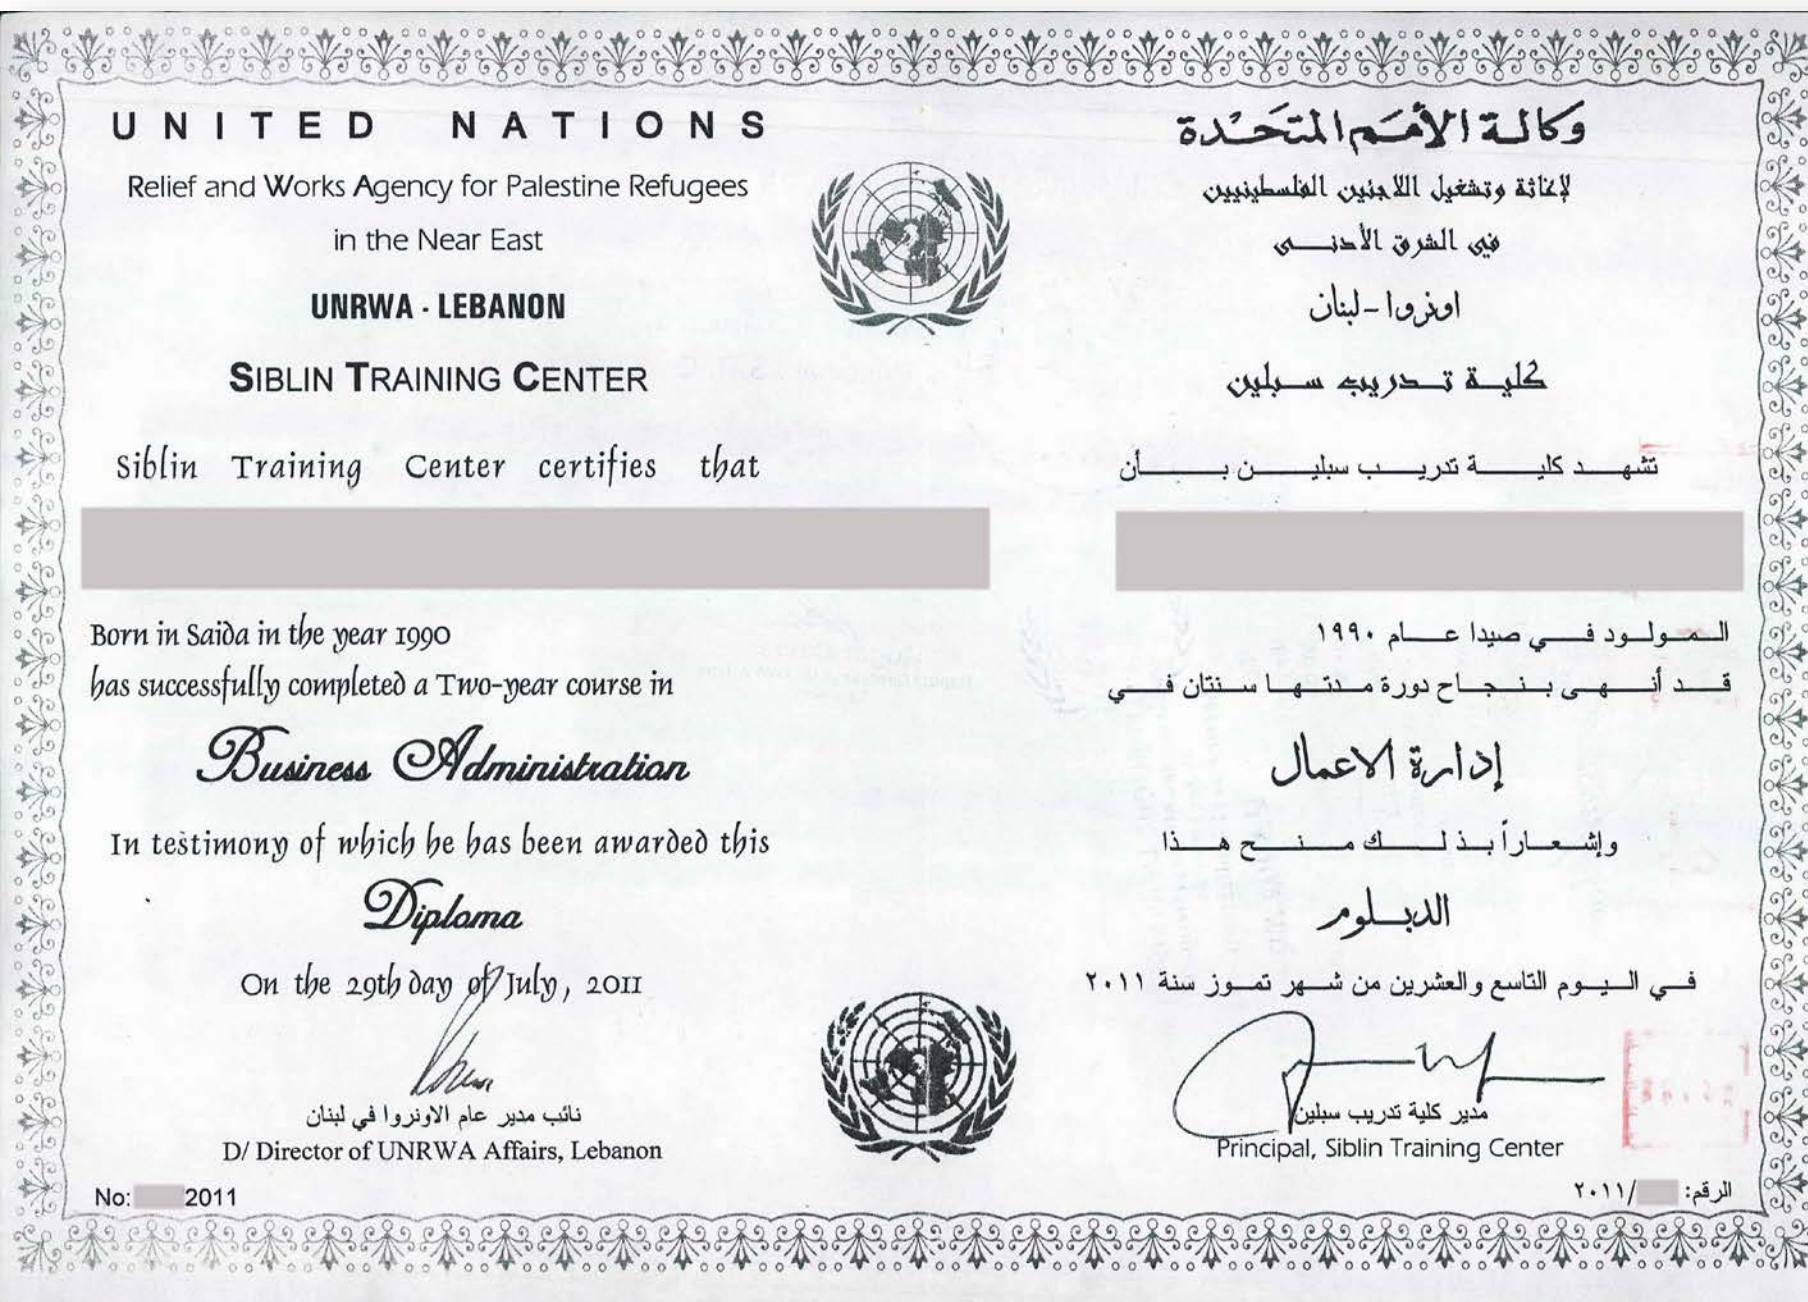 UNITED NATIONS
Relief and Works Agency for Palestine Refugees
in the Near East
UNRWA - LEBANON
SIBLIN TRAINING CENTER
Siblin Training Center certifies that
Born in Saida in the year 1990
has successfully completed a Two-year course in
Business Administration
In testimony of which he has been awarded this
Diploma
On the 29th day of July, 2011
نائب مدير عام الاونروا في لبنان
D/ Director of UNRWA Affairs, Lebanon
No: 2011
وكالة الأمم المتحدة
لإغاثة وتشغيل اللاجئين الفلسطينيين
في الشرق الأدنى
اونروا - لبنان
كلية تدريب سبلين
تشهد كلية تدريب سبلين بأن
المولود في صيدا عام ١٩٩٠
قد أنهى بنجاح دورة مدتها سنتان في
إدارة الاعمال
وإشعاراً بذلك منح هذا
الدبلوم
في اليوم التاسع والعشرين من شهر تموز سنة ٢٠١١
مدير كلية تدريب سبلين
Principal, Siblin Training Center
الرقم: /٢٠١١